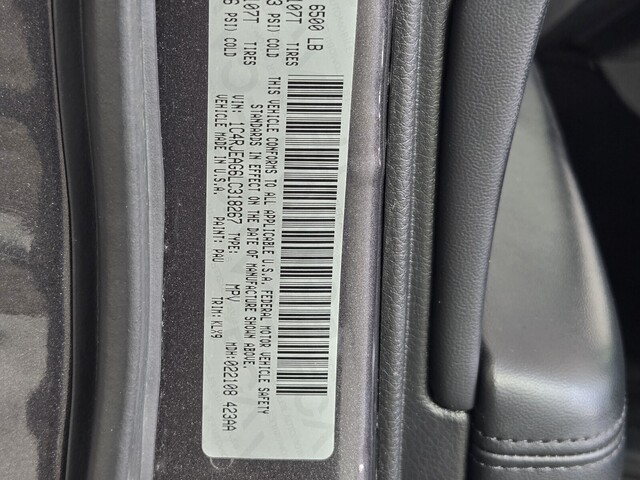 6500 LB
107T TIRES
3 PSI) COLD
107T TIRES
6 PSI) COLD
THIS VEHICLE CONFORMS TO ALL APPLICABLE U.S.A. FEDERAL MOTOR VEHICLE SAFETY
STANDARDS IN EFFECT ON THE DATE OF MANUFACTURE SHOWN ABOVE.
VIN: 1C4RJEAG6LC318267 TYPE: MPV MDH:022108 423AA
VEHICLE MADE IN U.S.A. PAINT: PAU TRIM: VLX9